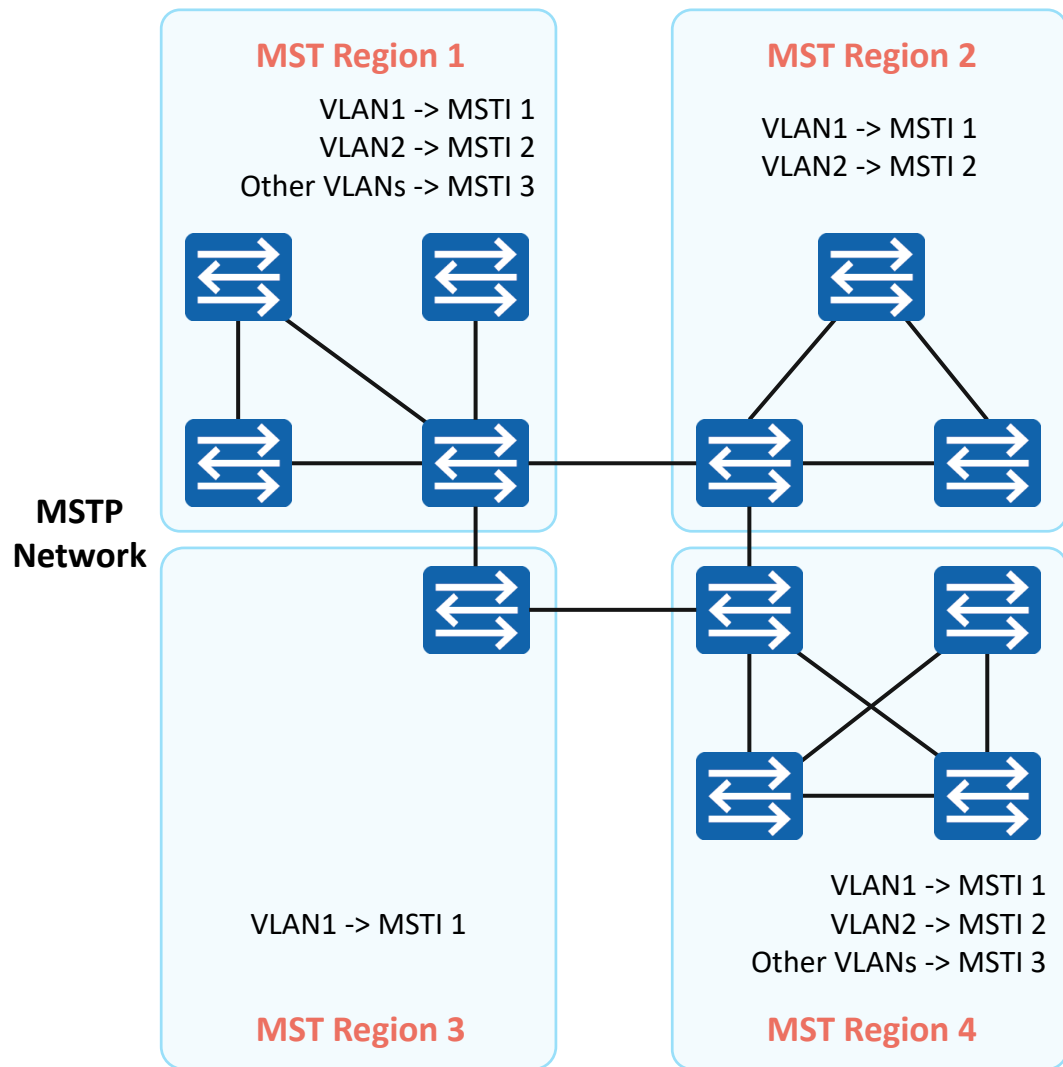 MST Region 1
VLAN1 -> MSTI 1
VLAN2 -> MSTI 2
Other VLANs -> MSTI 3
MST Region 2
VLAN1 -> MSTI 1
VLAN2 -> MSTI 2
MSTP
Network
VLAN1 -> MSTI 1
MST Region 3
VLAN1 -> MSTI 1
VLAN2 -> MSTI 2
Other VLANs -> MSTI 3
MST Region 4